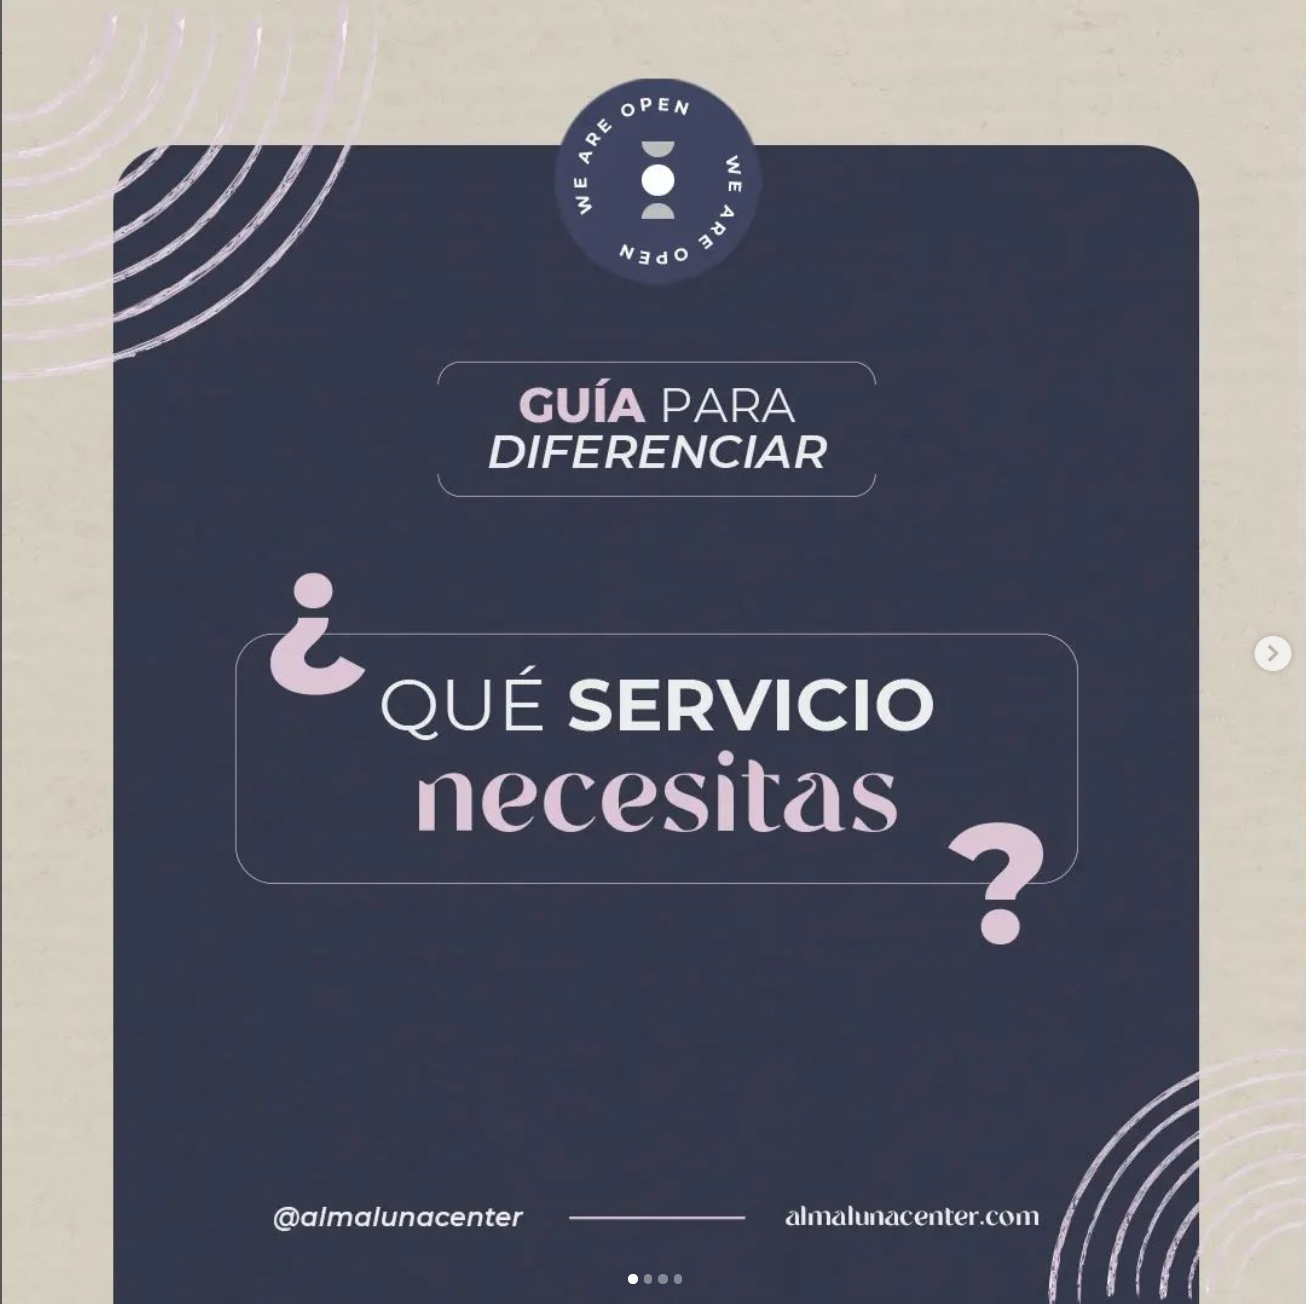 WE ARE OPEN
WE ARE OPEN
GUÍA PARA
DIFERENCIAR
¿QUÉ SERVICIO
necesitas?
@almalunacenter
almalunacenter.com